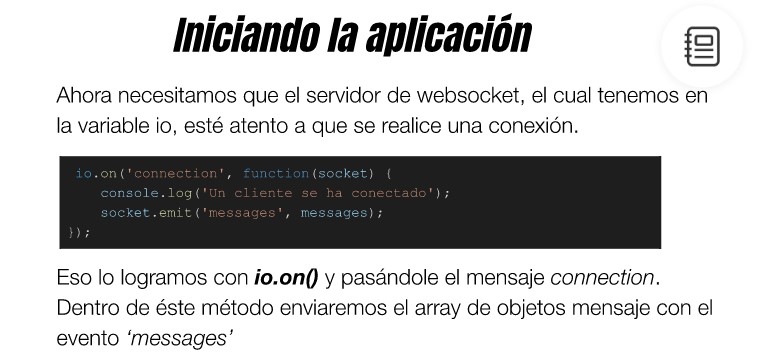 Iniciando la aplicación
Ahora necesitamos que el servidor de websocket, el cual tenemos en
la variable io, esté atento a que se realice una conexión.
io.on('connection', function(socket) {
console.log('Un cliente se ha conectado');
socket.emit('messages', messages);
});
Eso lo logramos con io.on() y pasándole el mensaje connection.
Dentro de éste método enviaremos el array de objetos mensaje con el
evento ‘messages’